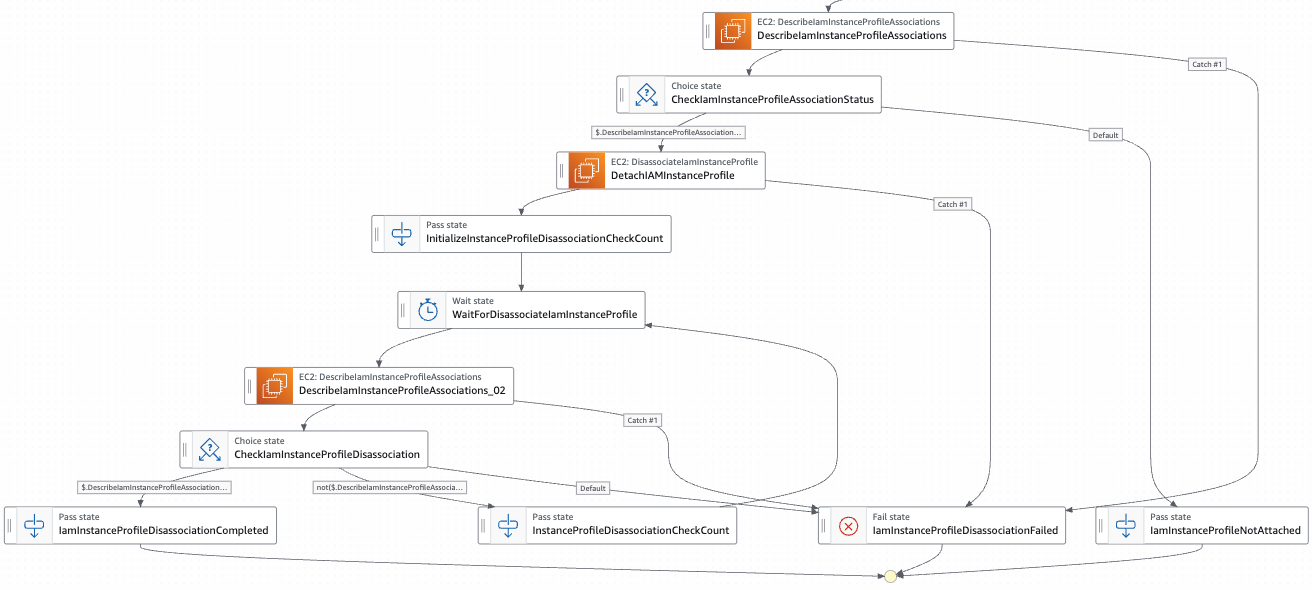 EC2: DescribeIamInstanceProfileAssociations
DescribeIamInstanceProfileAssociations
Catch #1
Choice state
CheckIamInstanceProfileAssociationStatus
$.DescribeIamInstanceProfileAssociation...
Default
EC2: DisassociateIamInstanceProfile
DetachIAMInstanceProfile
Catch #1
Pass state
InitializeInstanceProfileDisassociationCheckCount
Wait state
WaitForDisassociateIamInstanceProfile
EC2: DescribeIamInstanceProfileAssociations
DescribeIamInstanceProfileAssociations_02
Catch #1
Choice state
CheckIamInstanceProfileDisassociation
$.DescribeIamInstanceProfileAssociation...
not($.DescribeIamInstanceProfileAssocia...
Default
Pass state
IamInstanceProfileDisassociationCompleted
Pass state
InstanceProfileDisassociationCheckCount
Fail state
IamInstanceProfileDisassociationFailed
Pass state
IamInstanceProfileNotAttached